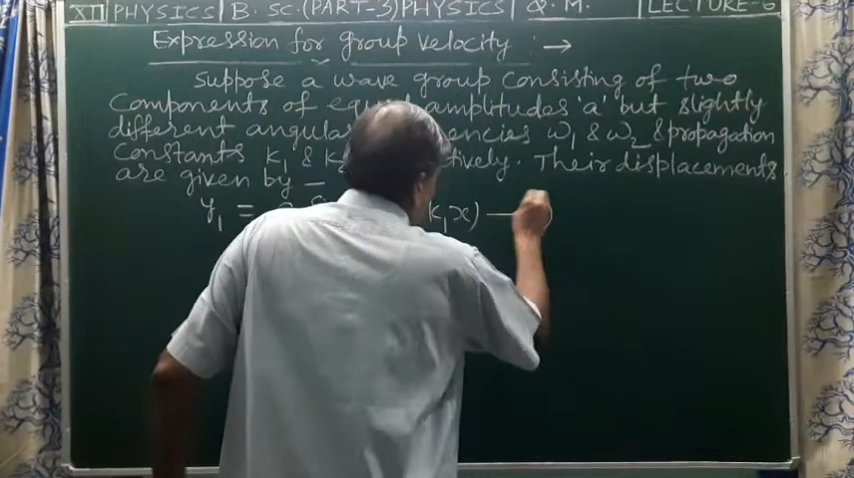 XII PHYSICS B. SC.(PART-3)PHYSICS Q. M. LECTURE-6
Expression for group velocity : →
Suppose a wave group consisting of two
components of equal amplitudes 'a' but slightly
different angular encies ω₁ & ω₂ & propagation
constants k₁ & k tively. Their displacements
are given by —
y₁ = a k₁x) —